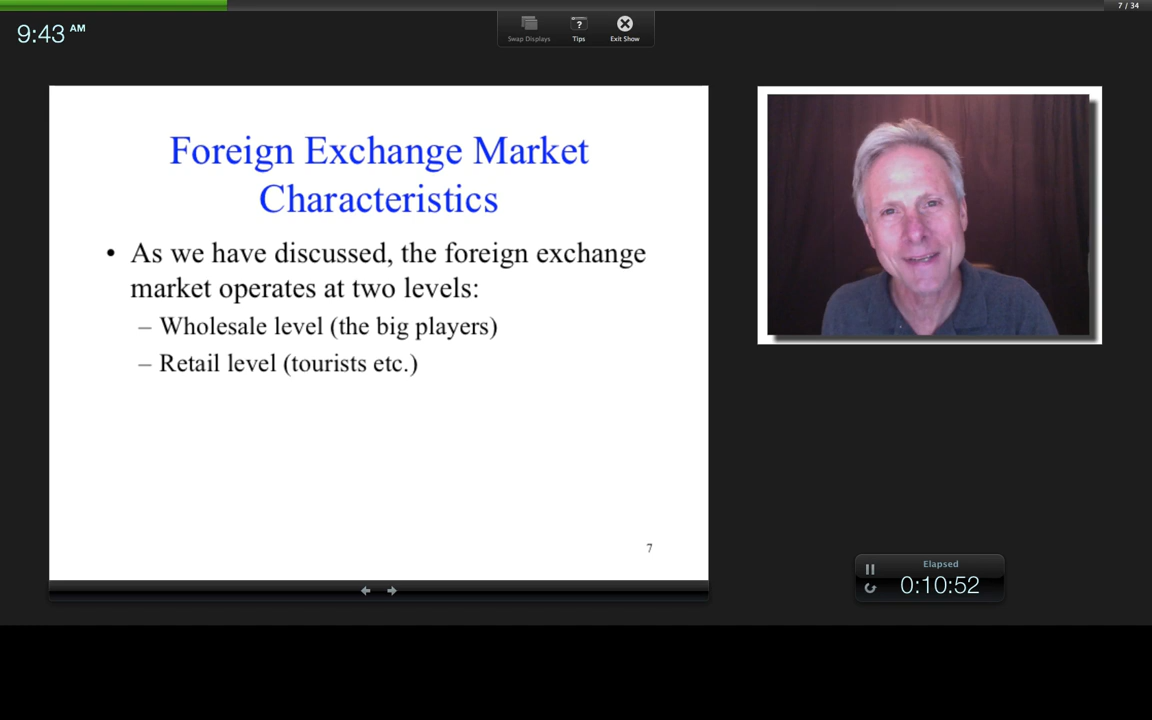 7 / 34
9:43 AM
Swap Displays
? Tips
Exit Show
Foreign Exchange Market
Characteristics
• As we have discussed, the foreign exchange
market operates at two levels:
– Wholesale level (the big players)
– Retail level (tourists etc.)
7
Elapsed
0:10:52